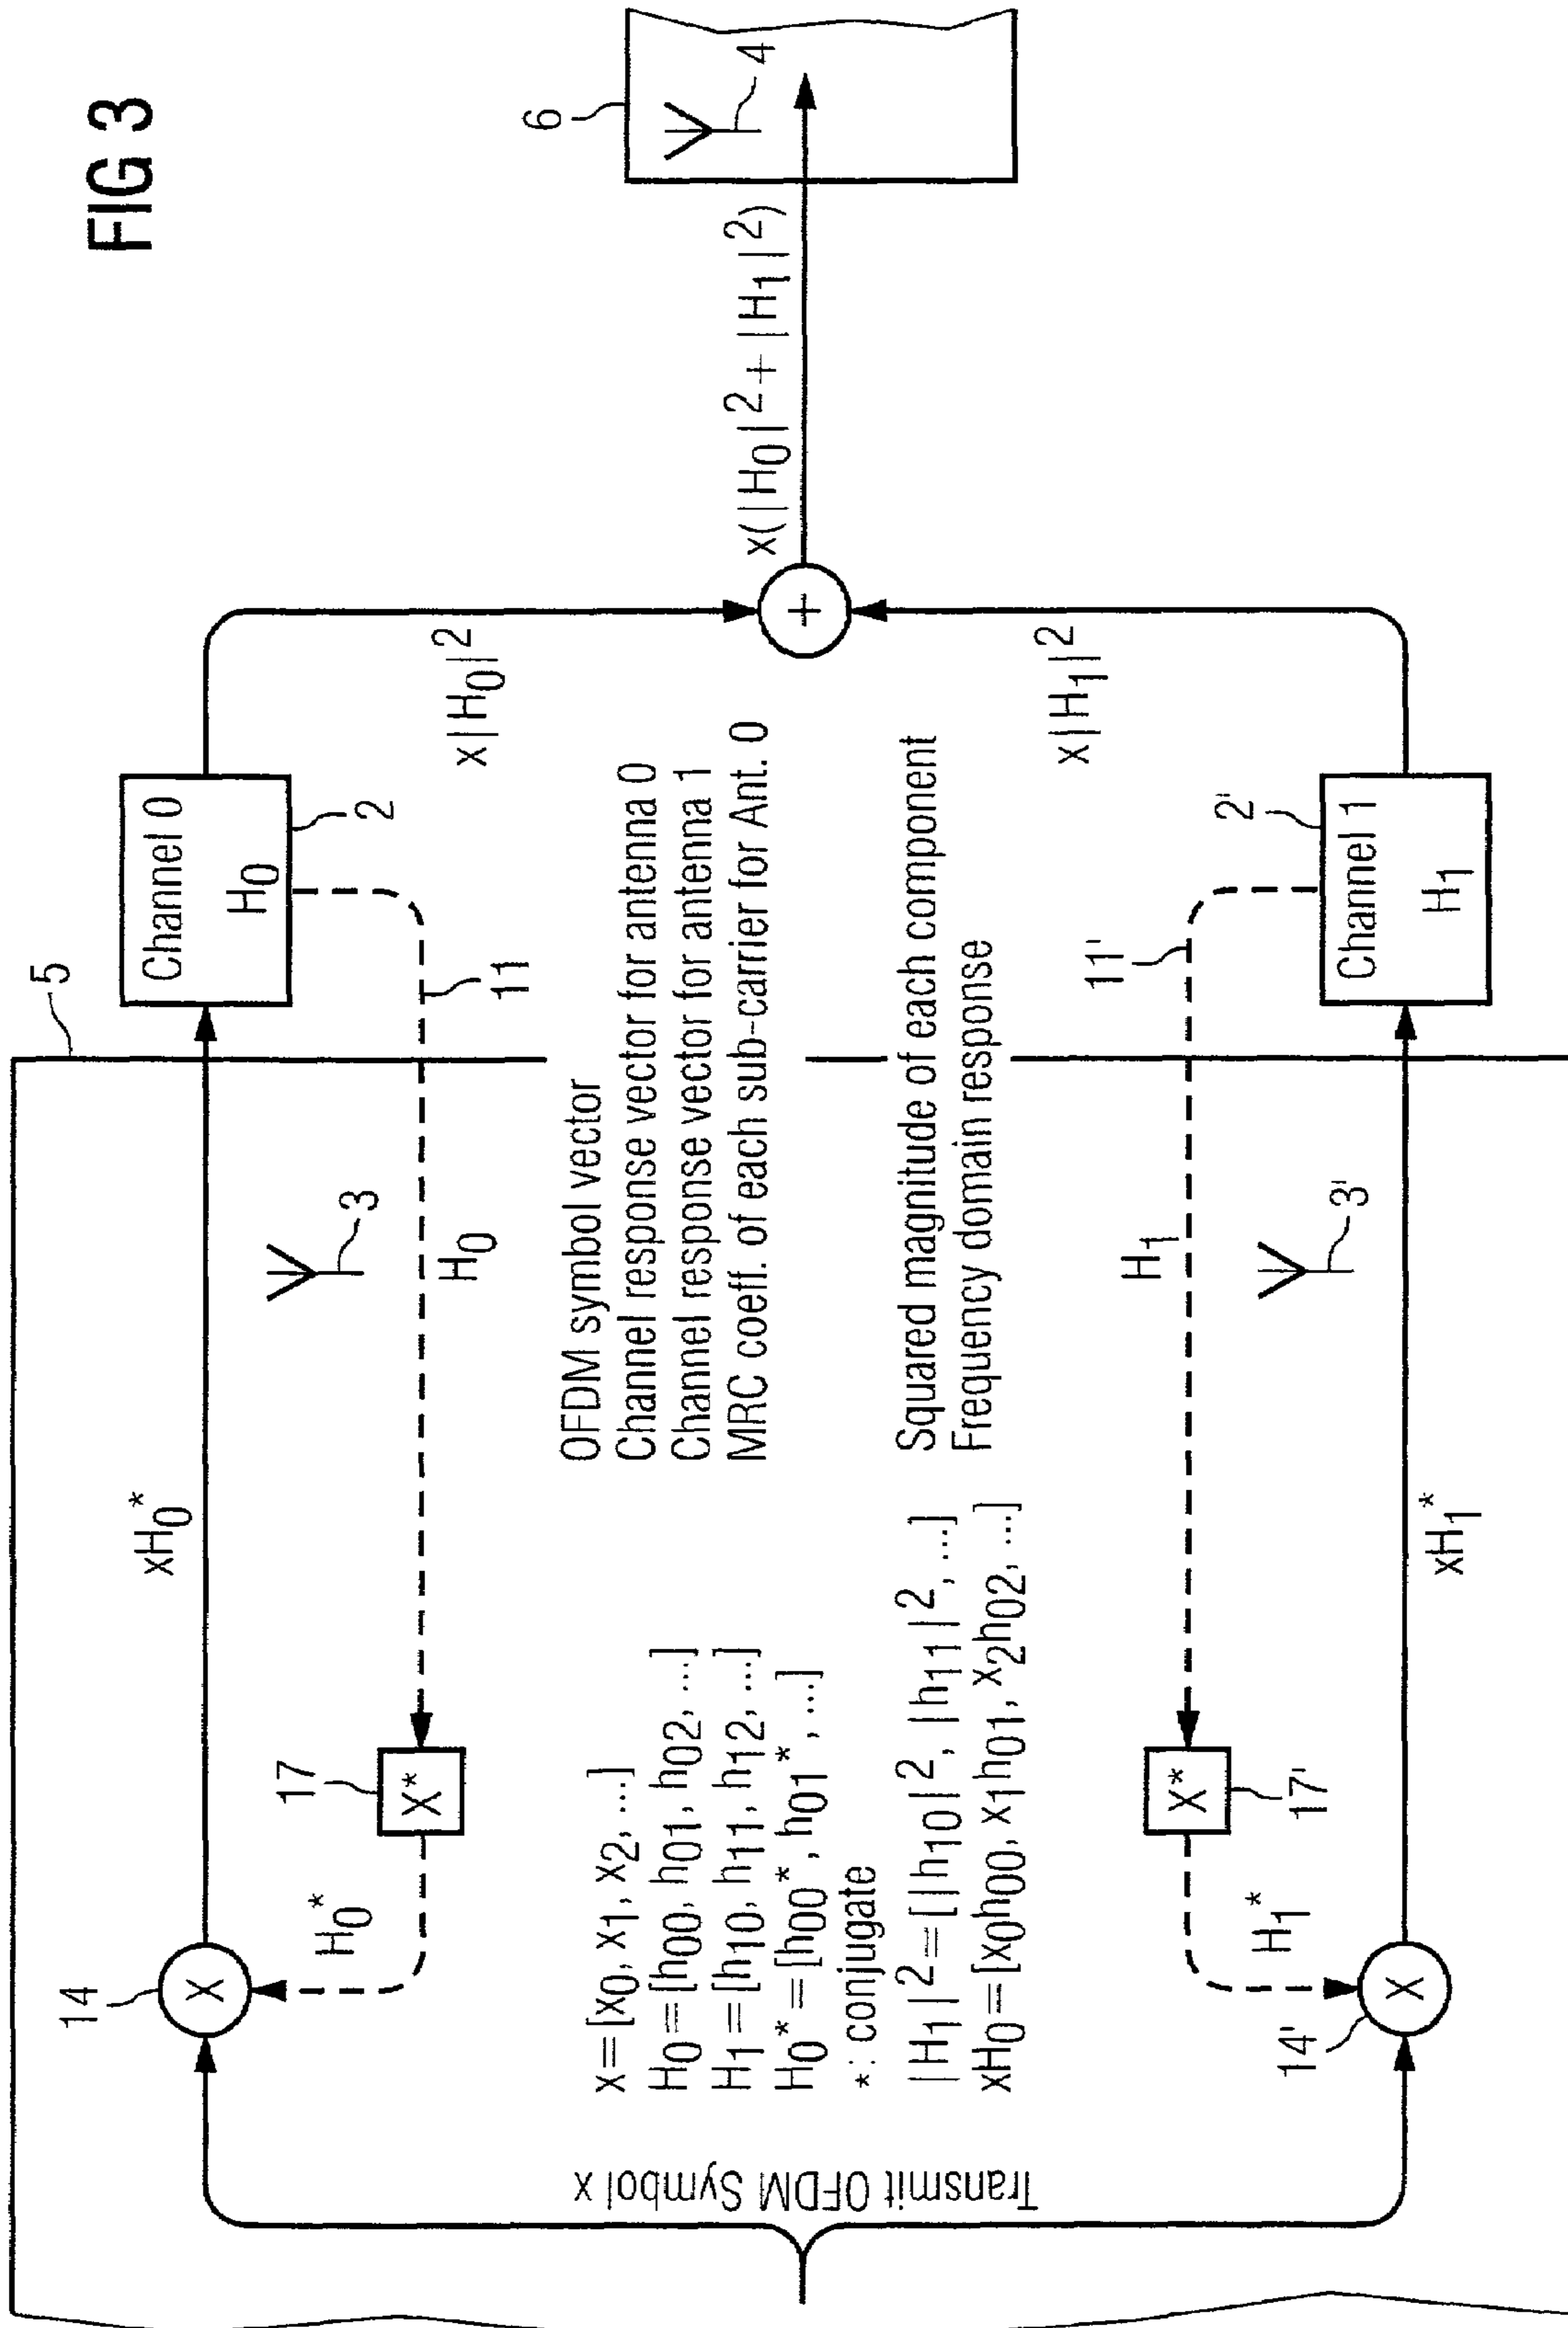 FIG 3
5
6
4
14
X
xH0*
Channel 0
H0
2
3
11
H0
17
X*
H0*
x|H0|²
+
x(|H0|²+|H1|²)
Transmit OFDM Symbol x
x=[x0, x1, x2, ...] OFDM symbol vector
H0=[h00, h01, h02, ...] Channel response vector for antenna 0
H1=[h10, h11, h12, ...] Channel response vector for antenna 1
H0*=[h00*, h01*, ...] MRC coeff. of each sub-carrier for Ant. 0
*: conjugate
|H1|²=[|h10|², |h11|², ...] Squared magnitude of each component
xH0=[x0h00, x1h01, x2h02, ...] Frequency domain response
x|H1|²
H1*
X*
17'
H1
11'
3'
2'
Channel 1
H1
14'
X
xH1*